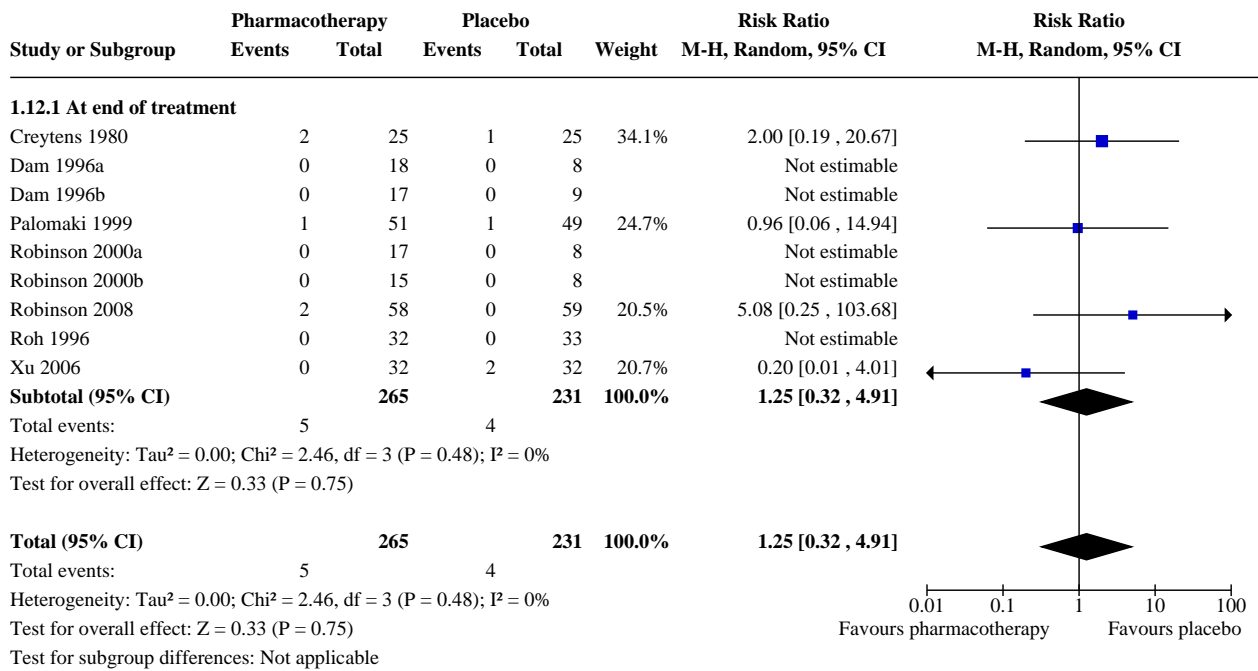 Pharmacotherapy Placebo Risk Ratio Risk Ratio
Study or Subgroup Events Total Events Total Weight M-H, Random, 95% CI M-H, Random, 95% CI
1.12.1 At end of treatment
Creytens 1980 2 25 1 25 34.1% 2.00 [0.19 , 20.67]
Dam 1996a 0 18 0 8 Not estimable
Dam 1996b 0 17 0 9 Not estimable
Palomaki 1999 1 51 1 49 24.7% 0.96 [0.06 , 14.94]
Robinson 2000a 0 17 0 8 Not estimable
Robinson 2000b 0 15 0 8 Not estimable
Robinson 2008 2 58 0 59 20.5% 5.08 [0.25 , 103.68]
Roh 1996 0 32 0 33 Not estimable
Xu 2006 0 32 2 32 20.7% 0.20 [0.01 , 4.01]
Subtotal (95% CI) 265 231 100.0% 1.25 [0.32 , 4.91]
Total events: 5 4
Heterogeneity: Tau² = 0.00; Chi² = 2.46, df = 3 (P = 0.48); I² = 0%
Test for overall effect: Z = 0.33 (P = 0.75)
Total (95% CI) 265 231 100.0% 1.25 [0.32 , 4.91]
Total events: 5 4
Heterogeneity: Tau² = 0.00; Chi² = 2.46, df = 3 (P = 0.48); I² = 0%
0.01 0.1 1 10 100
Test for overall effect: Z = 0.33 (P = 0.75)
Favours pharmacotherapy Favours placebo
Test for subgroup differences: Not applicable